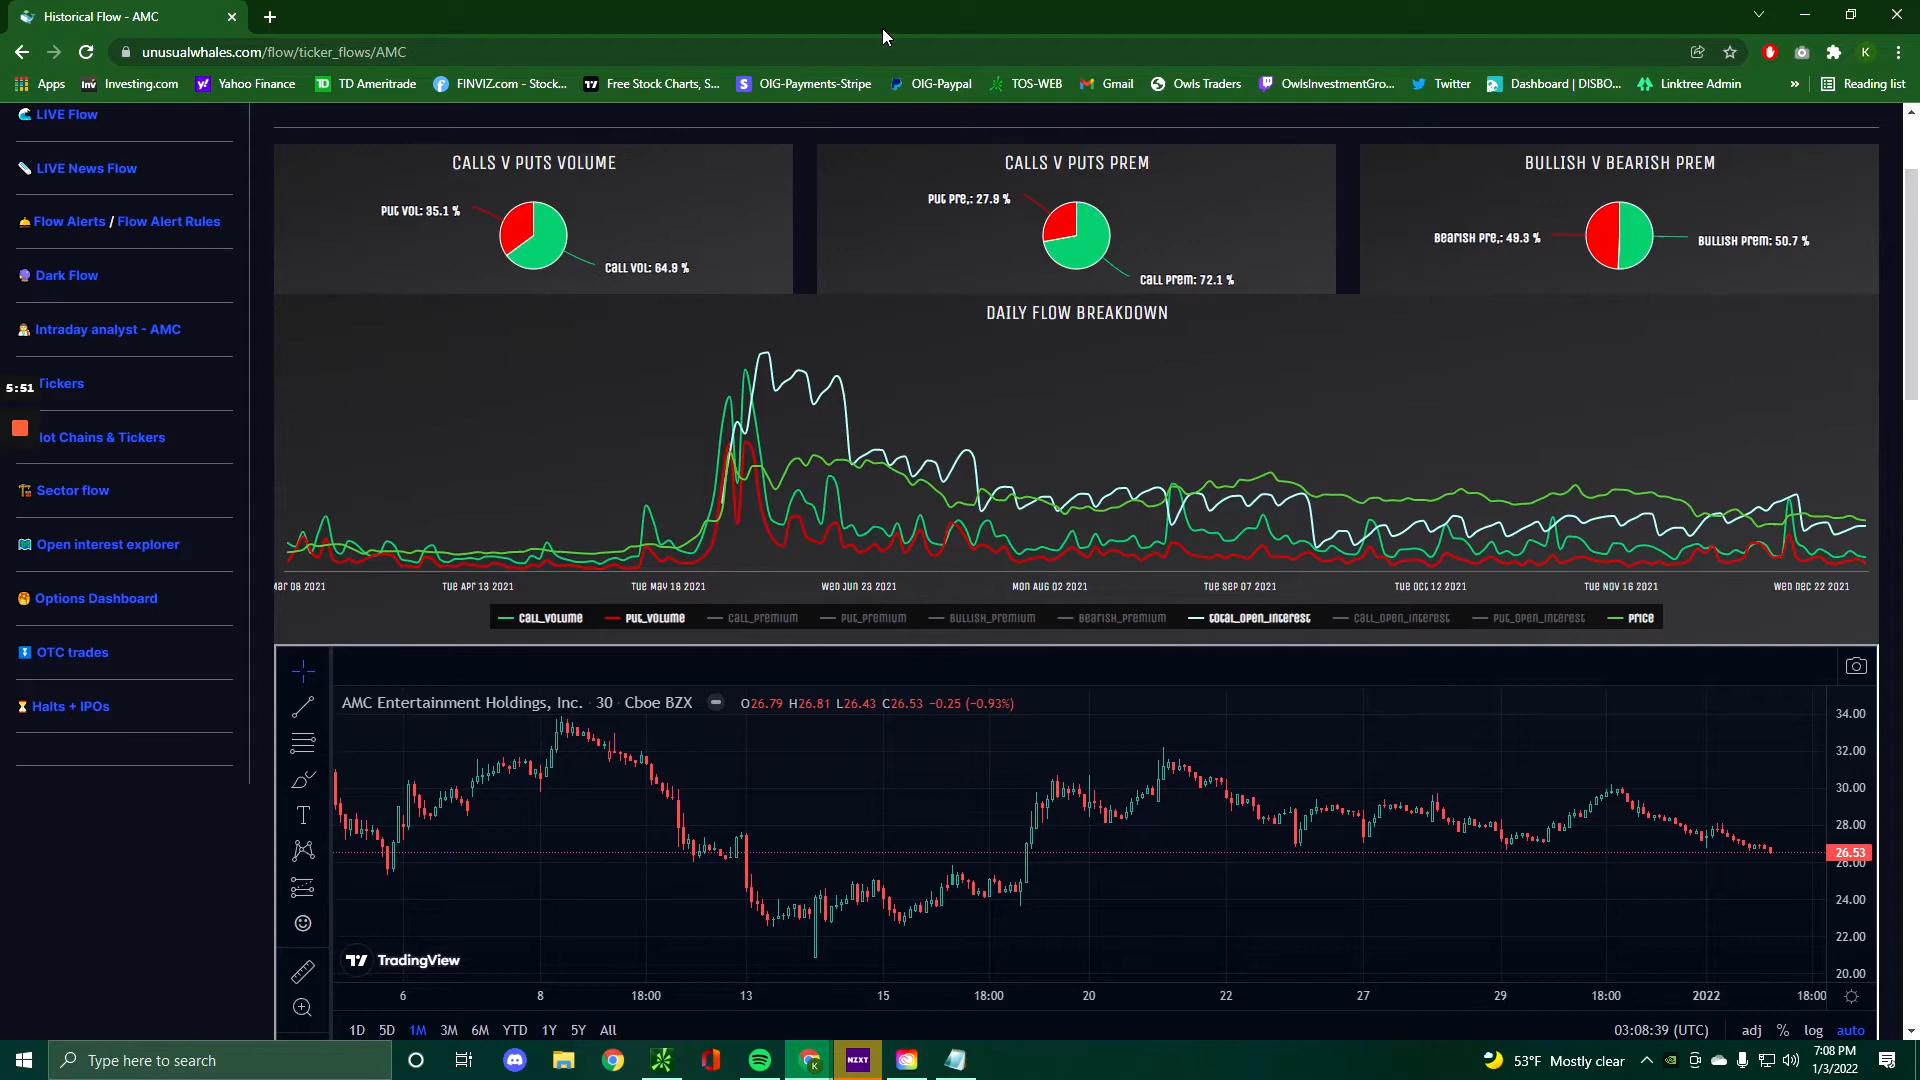 Historical Flow - AMC
unusualwhales.com/flow/ticker_flows/AMC
K
Apps
Inv Investing.com
Yahoo Finance
TD TD Ameritrade
FINVIZ.com - Stock...
Free Stock Charts, S...
S OIG-Payments-Stripe
OIG-Paypal
TOS-WEB
Gmail
Owls Traders
OwlsInvestmentGro...
Twitter
Dashboard | DISBO...
Linktree Admin
»
Reading list
LIVE Flow
LIVE News Flow
Flow Alerts / Flow Alert Rules
Dark Flow
Intraday analyst - AMC
5:51
Tickers
Hot Chains & Tickers
Sector flow
Open interest explorer
Options Dashboard
OTC trades
Halts + IPOs
CALLS V PUTS VOLUME
Put Vol: 35.1 %
Call Vol: 64.9 %
CALLS V PUTS PREM
Put Pre,: 27.9 %
Call Prem: 72.1 %
BULLISH V BEARISH PREM
Bearish Pre,: 49.3 %
Bullish Prem: 50.7 %
DAILY FLOW BREAKDOWN
Mar 08 2021
Tue Apr 13 2021
Tue May 18 2021
Wed Jun 23 2021
Mon Aug 02 2021
Tue Sep 07 2021
Tue Oct 12 2021
Tue Nov 16 2021
Wed Dec 22 2021
Call_Volume
Put_Volume
Call_Premium
Put_Premium
Bullish_Premium
Bearish_Premium
Total_Open_Interest
Call_Open_Interest
Put_Open_Interest
Price
AMC Entertainment Holdings, Inc. · 30 · Cboe BZX
O26.79 H26.81 L26.43 C26.53 −0.25 (−0.93%)
34.00
32.00
30.00
28.00
26.53
26.00
24.00
22.00
20.00
T
TradingView
6
8
18:00
13
15
18:00
20
22
27
29
18:00
2022
18:00
1D 5D 1M 3M 6M YTD 1Y 5Y All
03:08:39 (UTC)
adj % log auto
Type here to search
K
NZXT
53°F Mostly clear
7:08 PM
1/3/2022